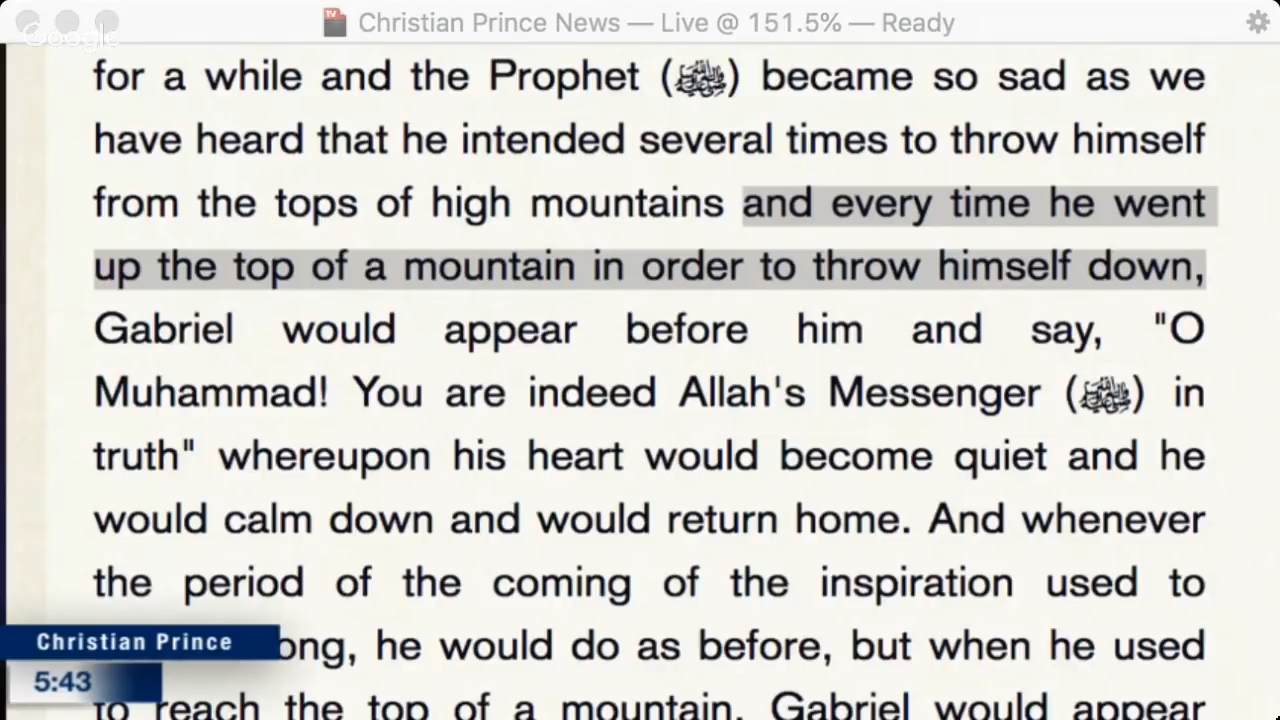 Christian Prince News — Live @ 151.5% — Ready
Google
for a while and the Prophet (ﷺ) became so sad as we
have heard that he intended several times to throw himself
from the tops of high mountains and every time he went
up the top of a mountain in order to throw himself down,
Gabriel would appear before him and say, "O
Muhammad! You are indeed Allah's Messenger (ﷺ) in
truth" whereupon his heart would become quiet and he
would calm down and would return home. And whenever
the period of the coming of the inspiration used to
ong, he would do as before, but when he used
to reach the top of a mountain, Gabriel would appear
Christian Prince
5:43